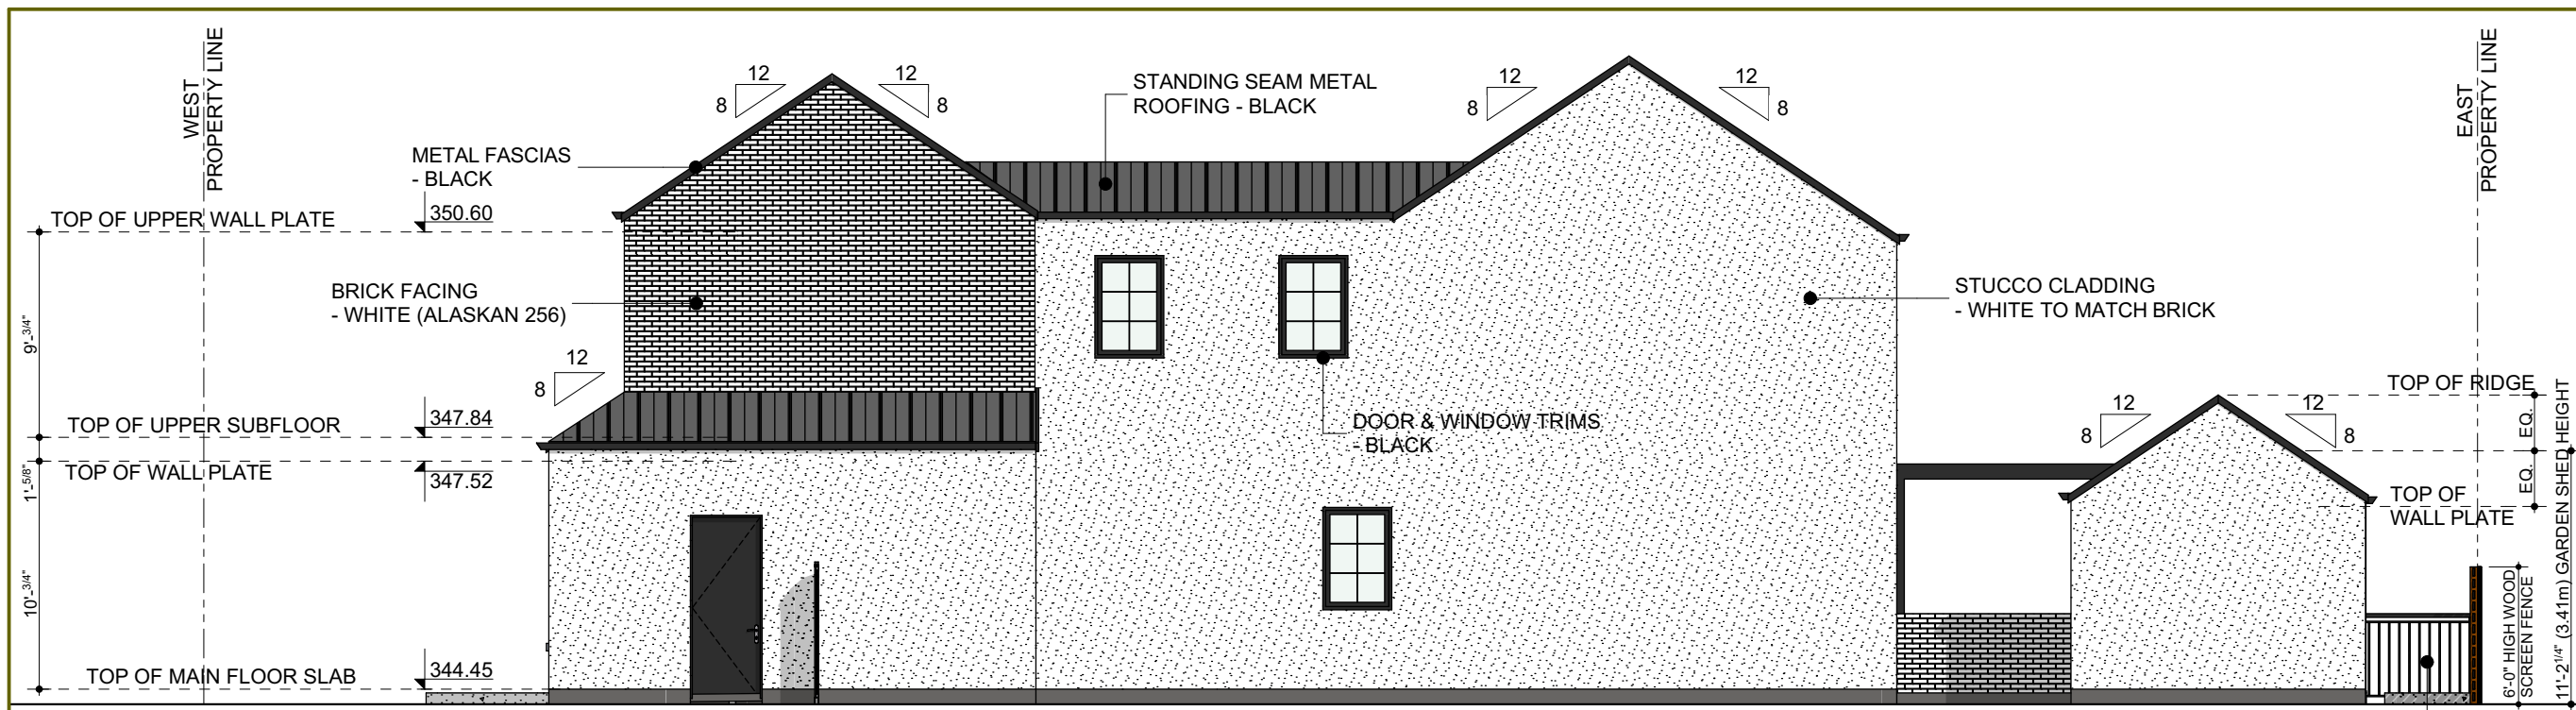 WEST
PROPERTY LINE
12
8
12
8
STANDING SEAM METAL
ROOFING - BLACK
12
8
12
8
EAST
PROPERTY LINE
METAL FASCIAS
- BLACK
TOP OF UPPER WALL PLATE
350.60
BRICK FACING
- WHITE (ALASKAN 256)
STUCCO CLADDING
- WHITE TO MATCH BRICK
9'-3/4"
12
8
TOP OF UPPER SUBFLOOR
347.84
DOOR & WINDOW TRIMS
- BLACK
TOP OF RIDGE
12
8
12
8
EQ.
EQ.
TOP OF WALL PLATE
347.52
1'-5/8"
TOP OF
WALL PLATE
10'-3/4"
TOP OF MAIN FLOOR SLAB
344.45
6'-0" HIGH WOOD
SCREEN FENCE
11'-2 1/4" (3.41m) GARDEN SHED HEIGHT